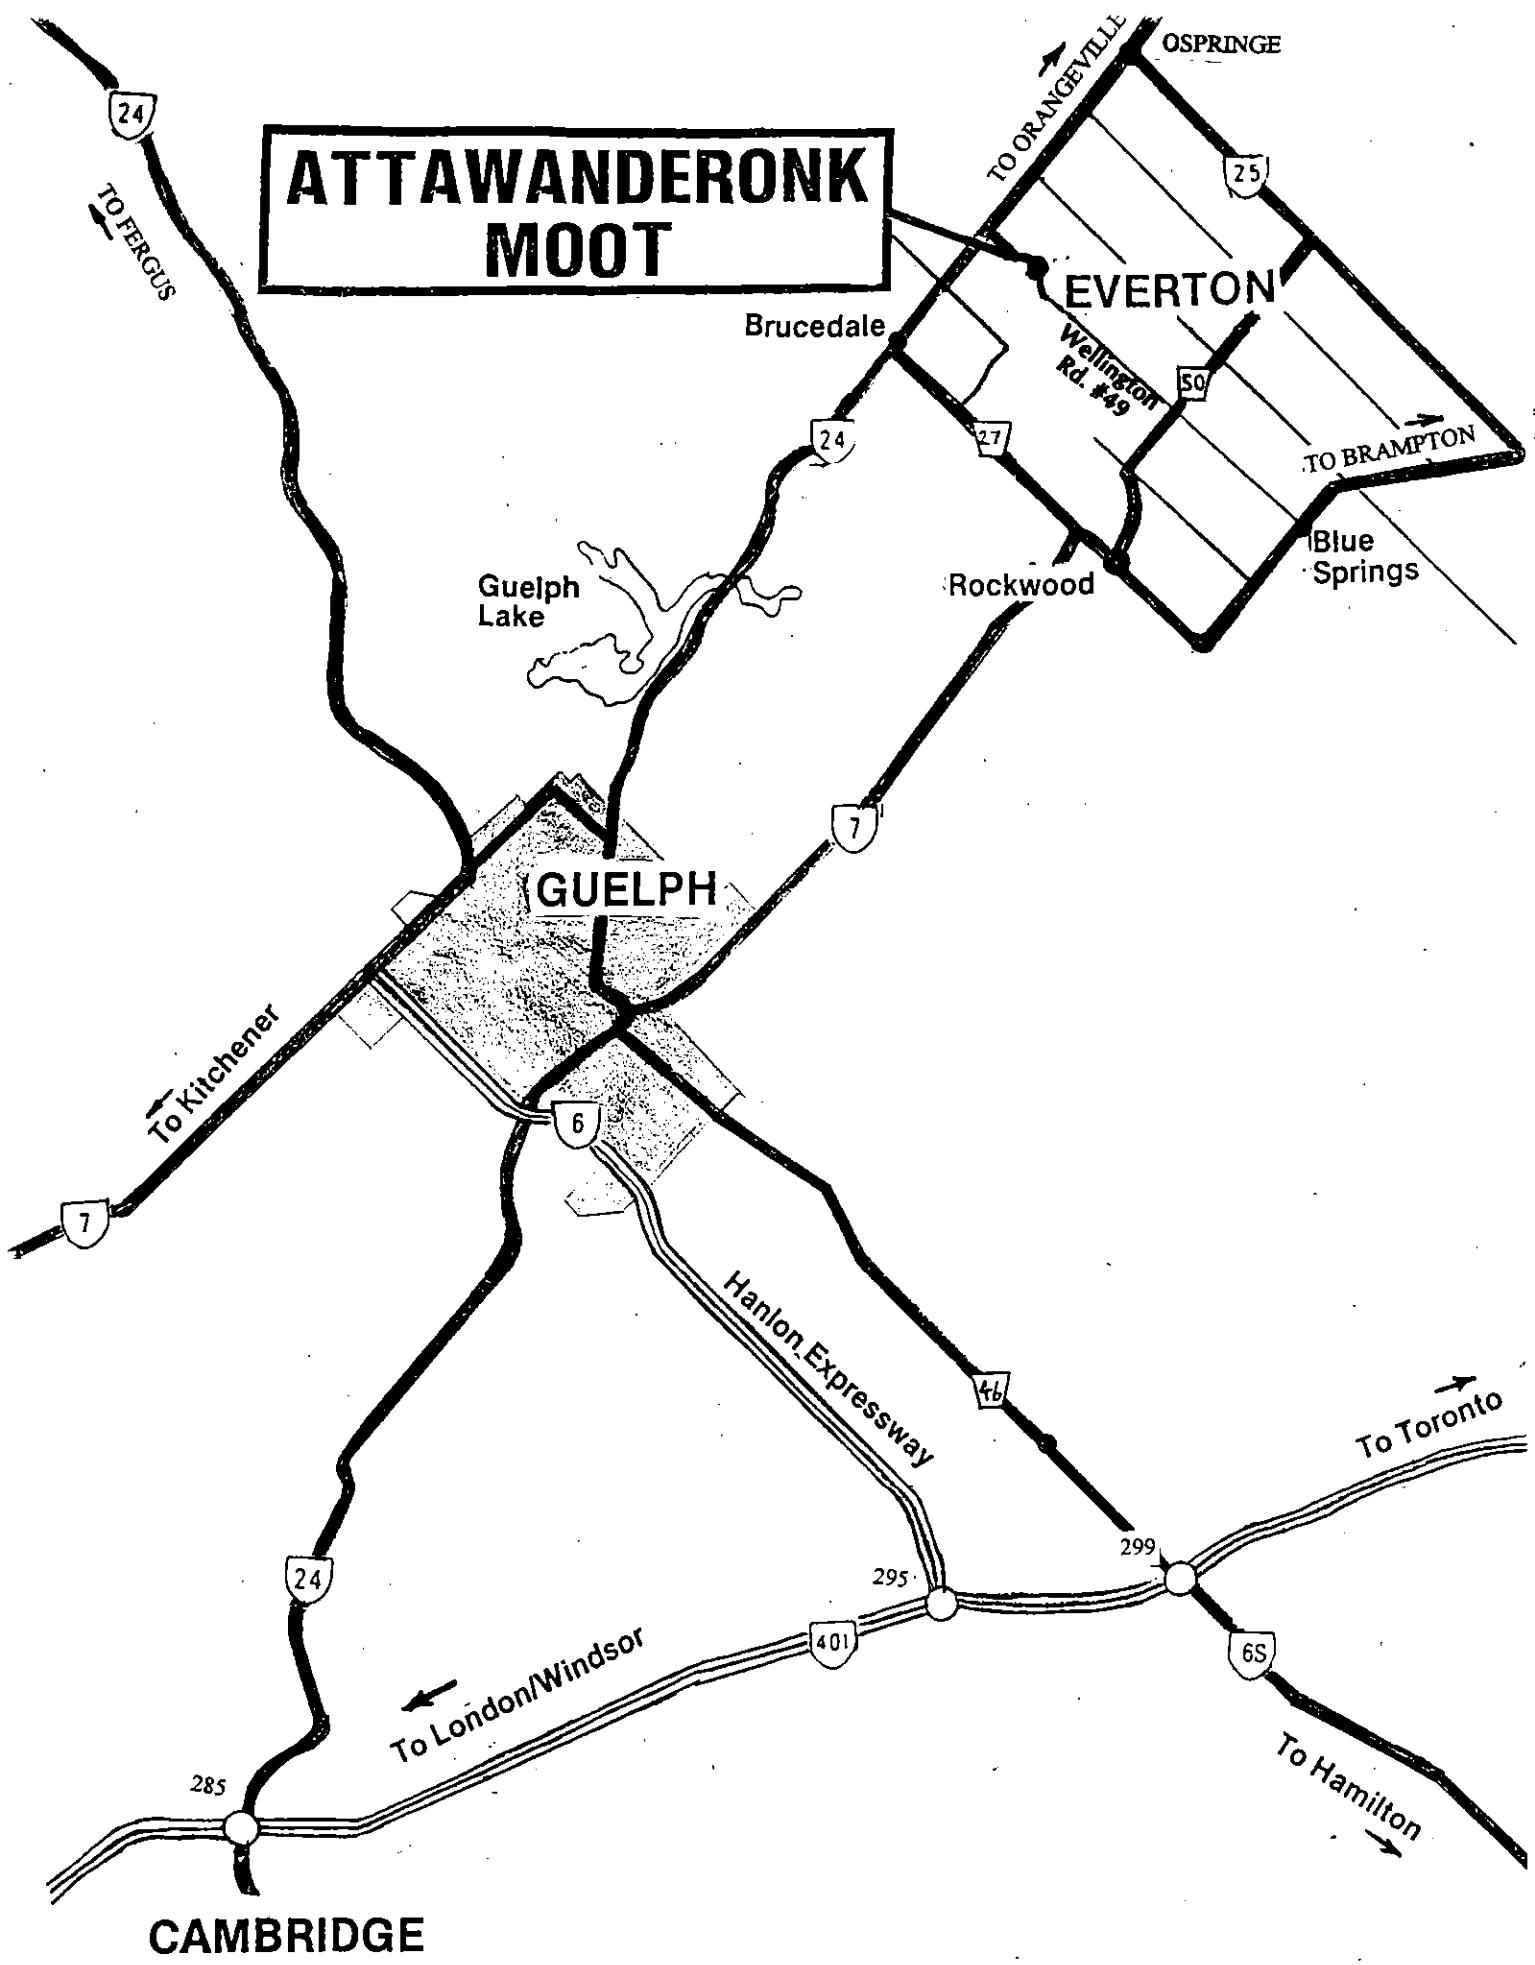 OSPRINGE
TO ORANGEVILLE
24
25
ATTAWANDERONK
MOOT
TO FERGUS
EVERTON
Brucedale
Wellington
Rd. #49
50
24
27
TO BRAMPTON
Blue
Springs
Guelph
Lake
Rockwood
7
GUELPH
To Kitchener
6
7
Hanlon Expressway
46
To Toronto
299
295
24
401
6S
To London/Windsor
To Hamilton
285
CAMBRIDGE